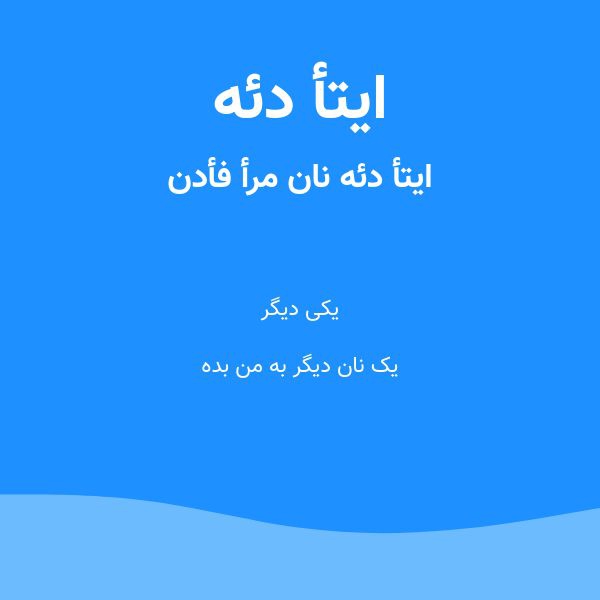 ایتأ دئه
ایتأ دئه نان مرأ فأدن
یکی دیگر
یک نان دیگر به من بده